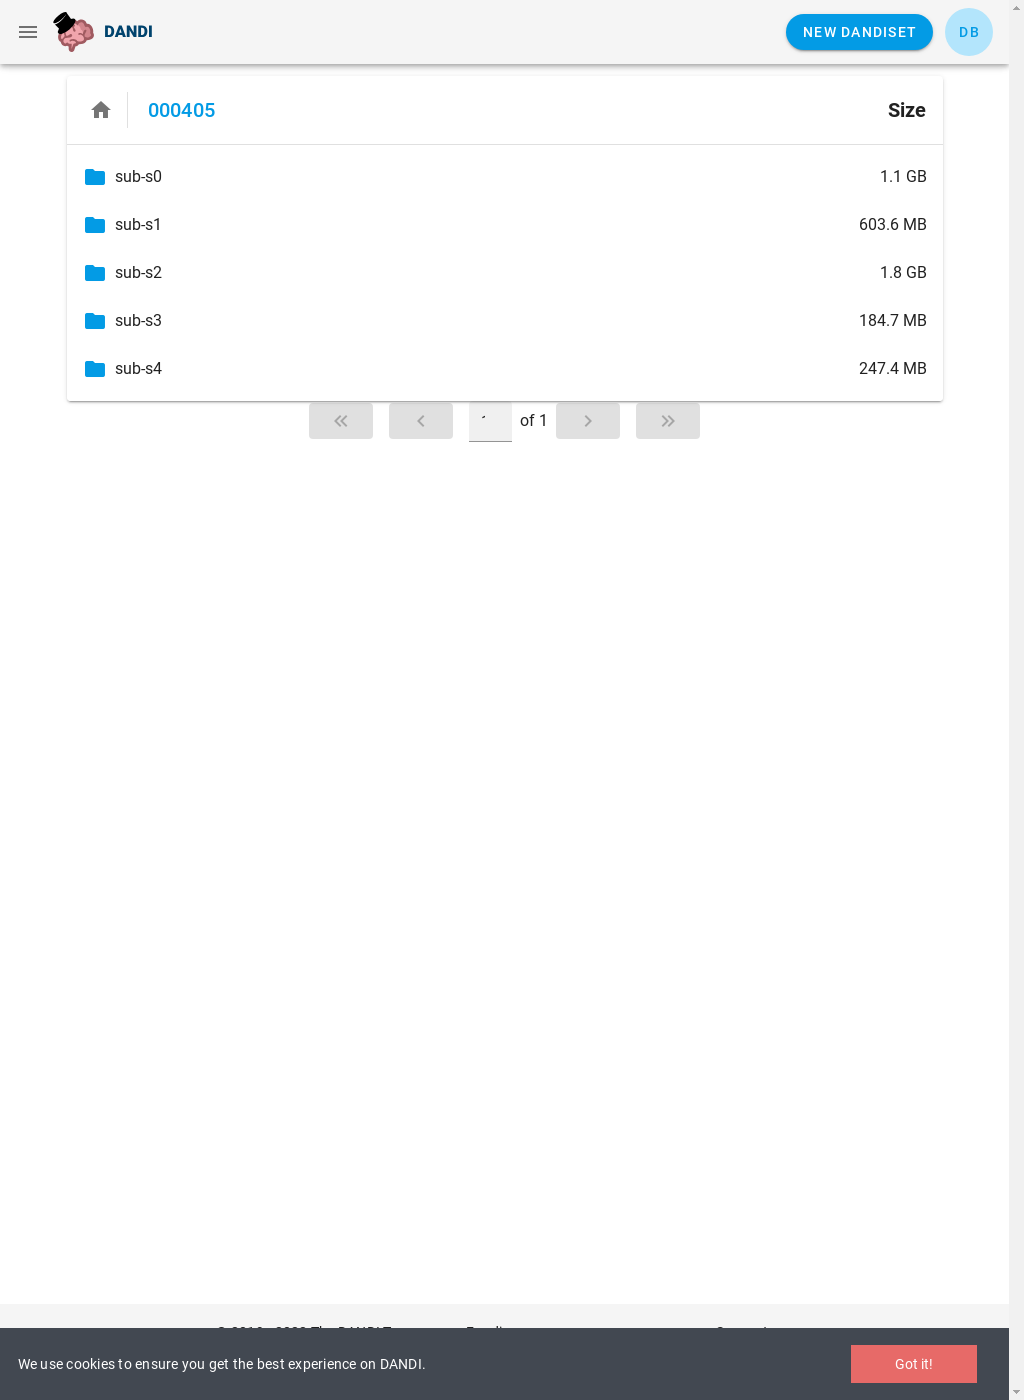 DANDI
NEW DANDISET
DB
000405
Size
sub-s0 1.1 GB
sub-s1 603.6 MB
sub-s2 1.8 GB
sub-s3 184.7 MB
sub-s4 247.4 MB
of 1
We use cookies to ensure you get the best experience on DANDI.
Got it!